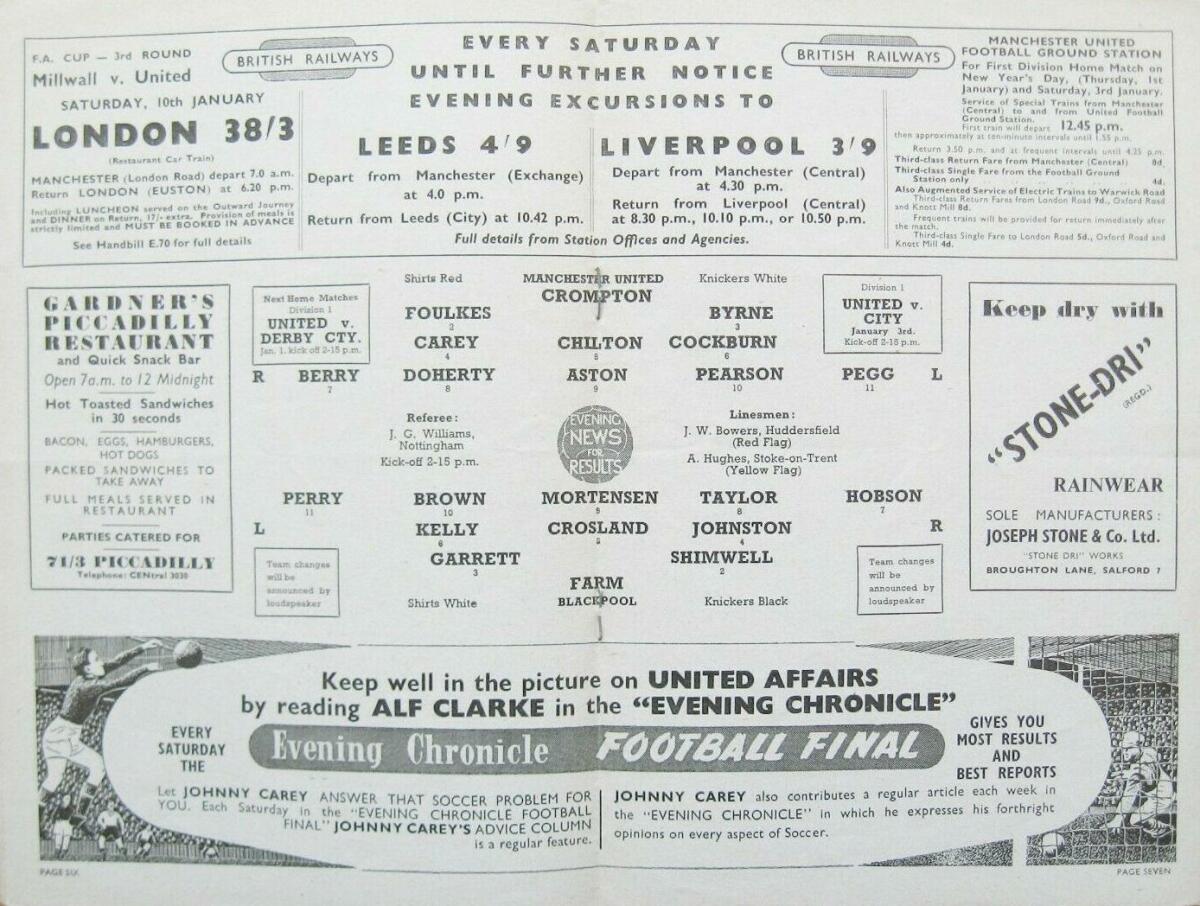 F.A. CUP — 3rd ROUND
Millwall v. United
SATURDAY, 10th JANUARY
LONDON 38/3
(Restaurant Car Train)
MANCHESTER (London Road) depart 7.0 a.m.
Return LONDON (EUSTON) at 6.20 p.m.
Including LUNCHEON served on the Outward Journey
and DINNER on Return, 17/- extra. Provision of meals is
strictly limited and MUST BE BOOKED IN ADVANCE
See Handbill E.70 for full details
BRITISH RAILWAYS
EVERY SATURDAY
UNTIL FURTHER NOTICE
EVENING EXCURSIONS TO
BRITISH RAILWAYS
LEEDS 4/9
Depart from Manchester (Exchange)
at 4.0 p.m.
Return from Leeds (City) at 10.42 p.m.
LIVERPOOL 3/9
Depart from Manchester (Central)
at 4.30 p.m.
Return from Liverpool (Central)
at 8.30 p.m., 10.10 p.m., or 10.50 p.m.
Full details from Station Offices and Agencies.
MANCHESTER UNITED
FOOTBALL GROUND STATION
For First Division Home Match on
New Year's Day, (Thursday, 1st
January) and Saturday, 3rd January.
Service of Special Trains from Manchester
(Central) to and from United Football
Ground Station.
First train will depart 12.45 p.m.
then approximately at ten-minute intervals until 1.55 p.m.
Return 3.50 p.m. and at frequent intervals until 4.25 p.m.
Third-class Return Fare from Manchester (Central) 8d.
Third-class Single Fare from the Football Ground
Station only 4d.
Also Augmented Service of Electric Trains to Warwick Road
Third-class Return Fares from London Road 9d., Oxford Road
and Knott Mill 8d.
Frequent trains will be provided for return immediately after
the match.
Third-class Single Fare to London Road 5d., Oxford Road and
Knott Mill 4d.
GARDNER'S
PICCADILLY
RESTAURANT
and Quick Snack Bar
Open 7a.m. to 12 Midnight
Hot Toasted Sandwiches
in 30 seconds
BACON, EGGS, HAMBURGERS,
HOT DOGS
PACKED SANDWICHES TO
TAKE AWAY
FULL MEALS SERVED IN
RESTAURANT
PARTIES CATERED FOR
71/3 PICCADILLY
Telephone: CENtral 3030
Next Home Matches
Division 1
UNITED v.
DERBY CTY.
Jan. 1. kick off 2-15 p.m.
Shirts Red MANCHESTER UNITED Knickers White
CROMPTON
FOULKES BYRNE
2 3
CAREY CHILTON COCKBURN
4 5 6
R BERRY DOHERTY ASTON PEARSON PEGG L
7 8 9 10 11
Division 1
UNITED v.
CITY
January 3rd.
Kick-off 2-15 p.m.
Referee:
J. G. Williams,
Nottingham
Kick-off 2-15 p.m.
EVENING
NEWS
FOR
RESULTS
Linesmen:
J. W. Bowers, Huddersfield
(Red Flag)
A. Hughes, Stoke-on-Trent
(Yellow Flag)
PERRY BROWN MORTENSEN TAYLOR HOBSON
11 10 9 8 7
L KELLY CROSLAND JOHNSTON R
6 5 4
GARRETT SHIMWELL
3 2
FARM
Shirts White BLACKPOOL Knickers Black
Team changes
will be
announced by
loudspeaker
Team changes
will be
announced by
loudspeaker
Keep dry with
"STONE-DRI"
(REGD.)
RAINWEAR
SOLE MANUFACTURERS:
JOSEPH STONE & Co. Ltd.
"STONE DRI" WORKS
BROUGHTON LANE, SALFORD 7
Keep well in the picture on UNITED AFFAIRS
by reading ALF CLARKE in the "EVENING CHRONICLE"
EVERY
SATURDAY
THE
Evening Chronicle FOOTBALL FINAL
GIVES YOU
MOST RESULTS
AND
BEST REPORTS
Let JOHNNY CAREY ANSWER THAT SOCCER PROBLEM FOR
YOU. Each Saturday in the "EVENING CHRONICLE FOOTBALL
FINAL" JOHNNY CAREY'S ADVICE COLUMN
is a regular feature.
JOHNNY CAREY also contributes a regular article each week in
the "EVENING CHRONICLE" in which he expresses his forthright
opinions on every aspect of Soccer.
PAGE SIX
PAGE SEVEN